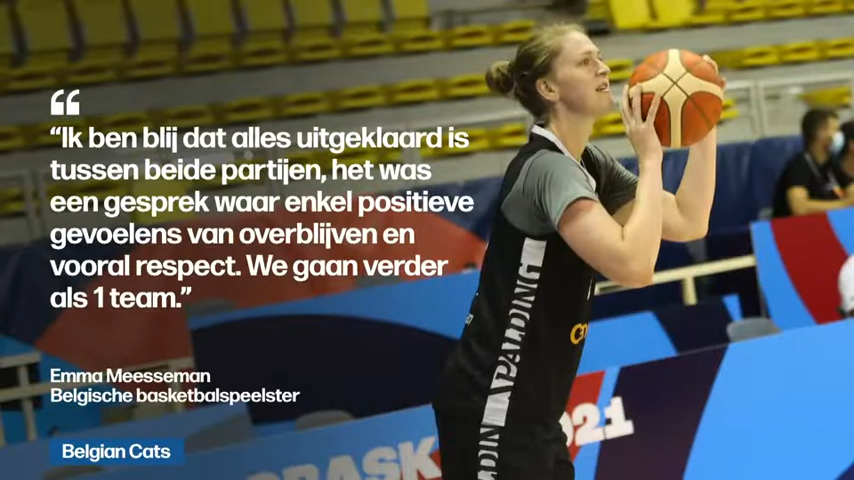 “Ik ben blij dat alles uitgeklaard is
tussen beide partijen, het was
een gesprek waar enkel positieve
gevoelens van overblijven en
vooral respect. We gaan verder
als 1 team.”
Emma Meesseman
Belgische basketbalspeelster
Belgian Cats
SPALDING